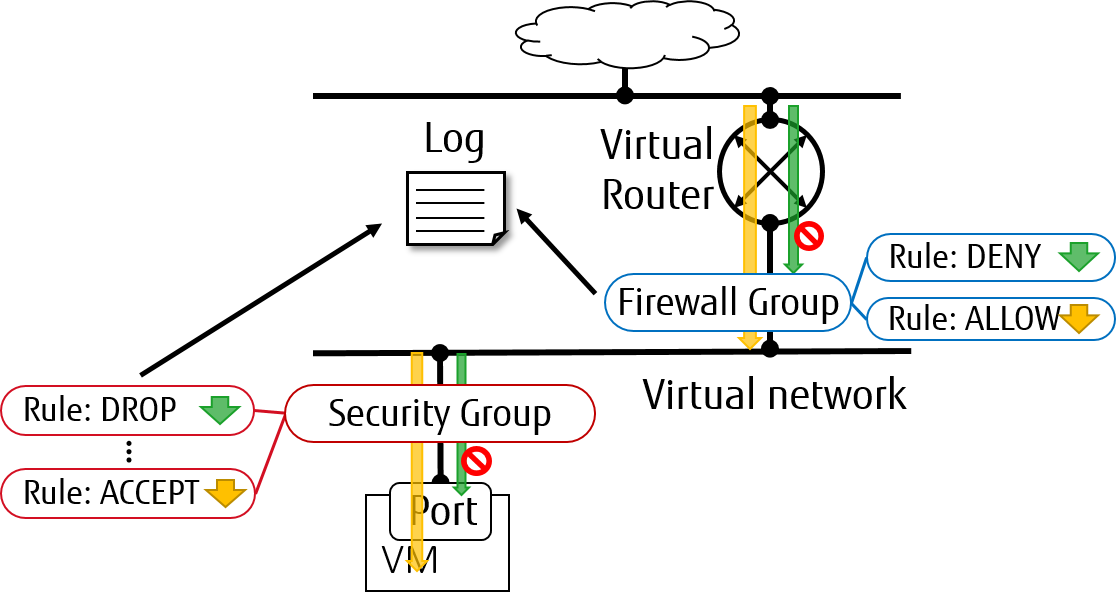 Log
Virtual
Router
Rule: DENY
Firewall Group
Rule: ALLOW
Virtual network
Rule: DROP
Security Group
Rule: ACCEPT
Port
VM